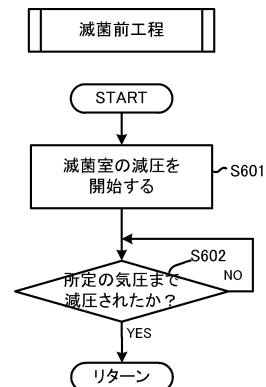 滅菌前工程
START
滅菌室の減圧を
開始する
S601
S602
所定の気圧まで
減圧されたか？
NO
YES
リターン